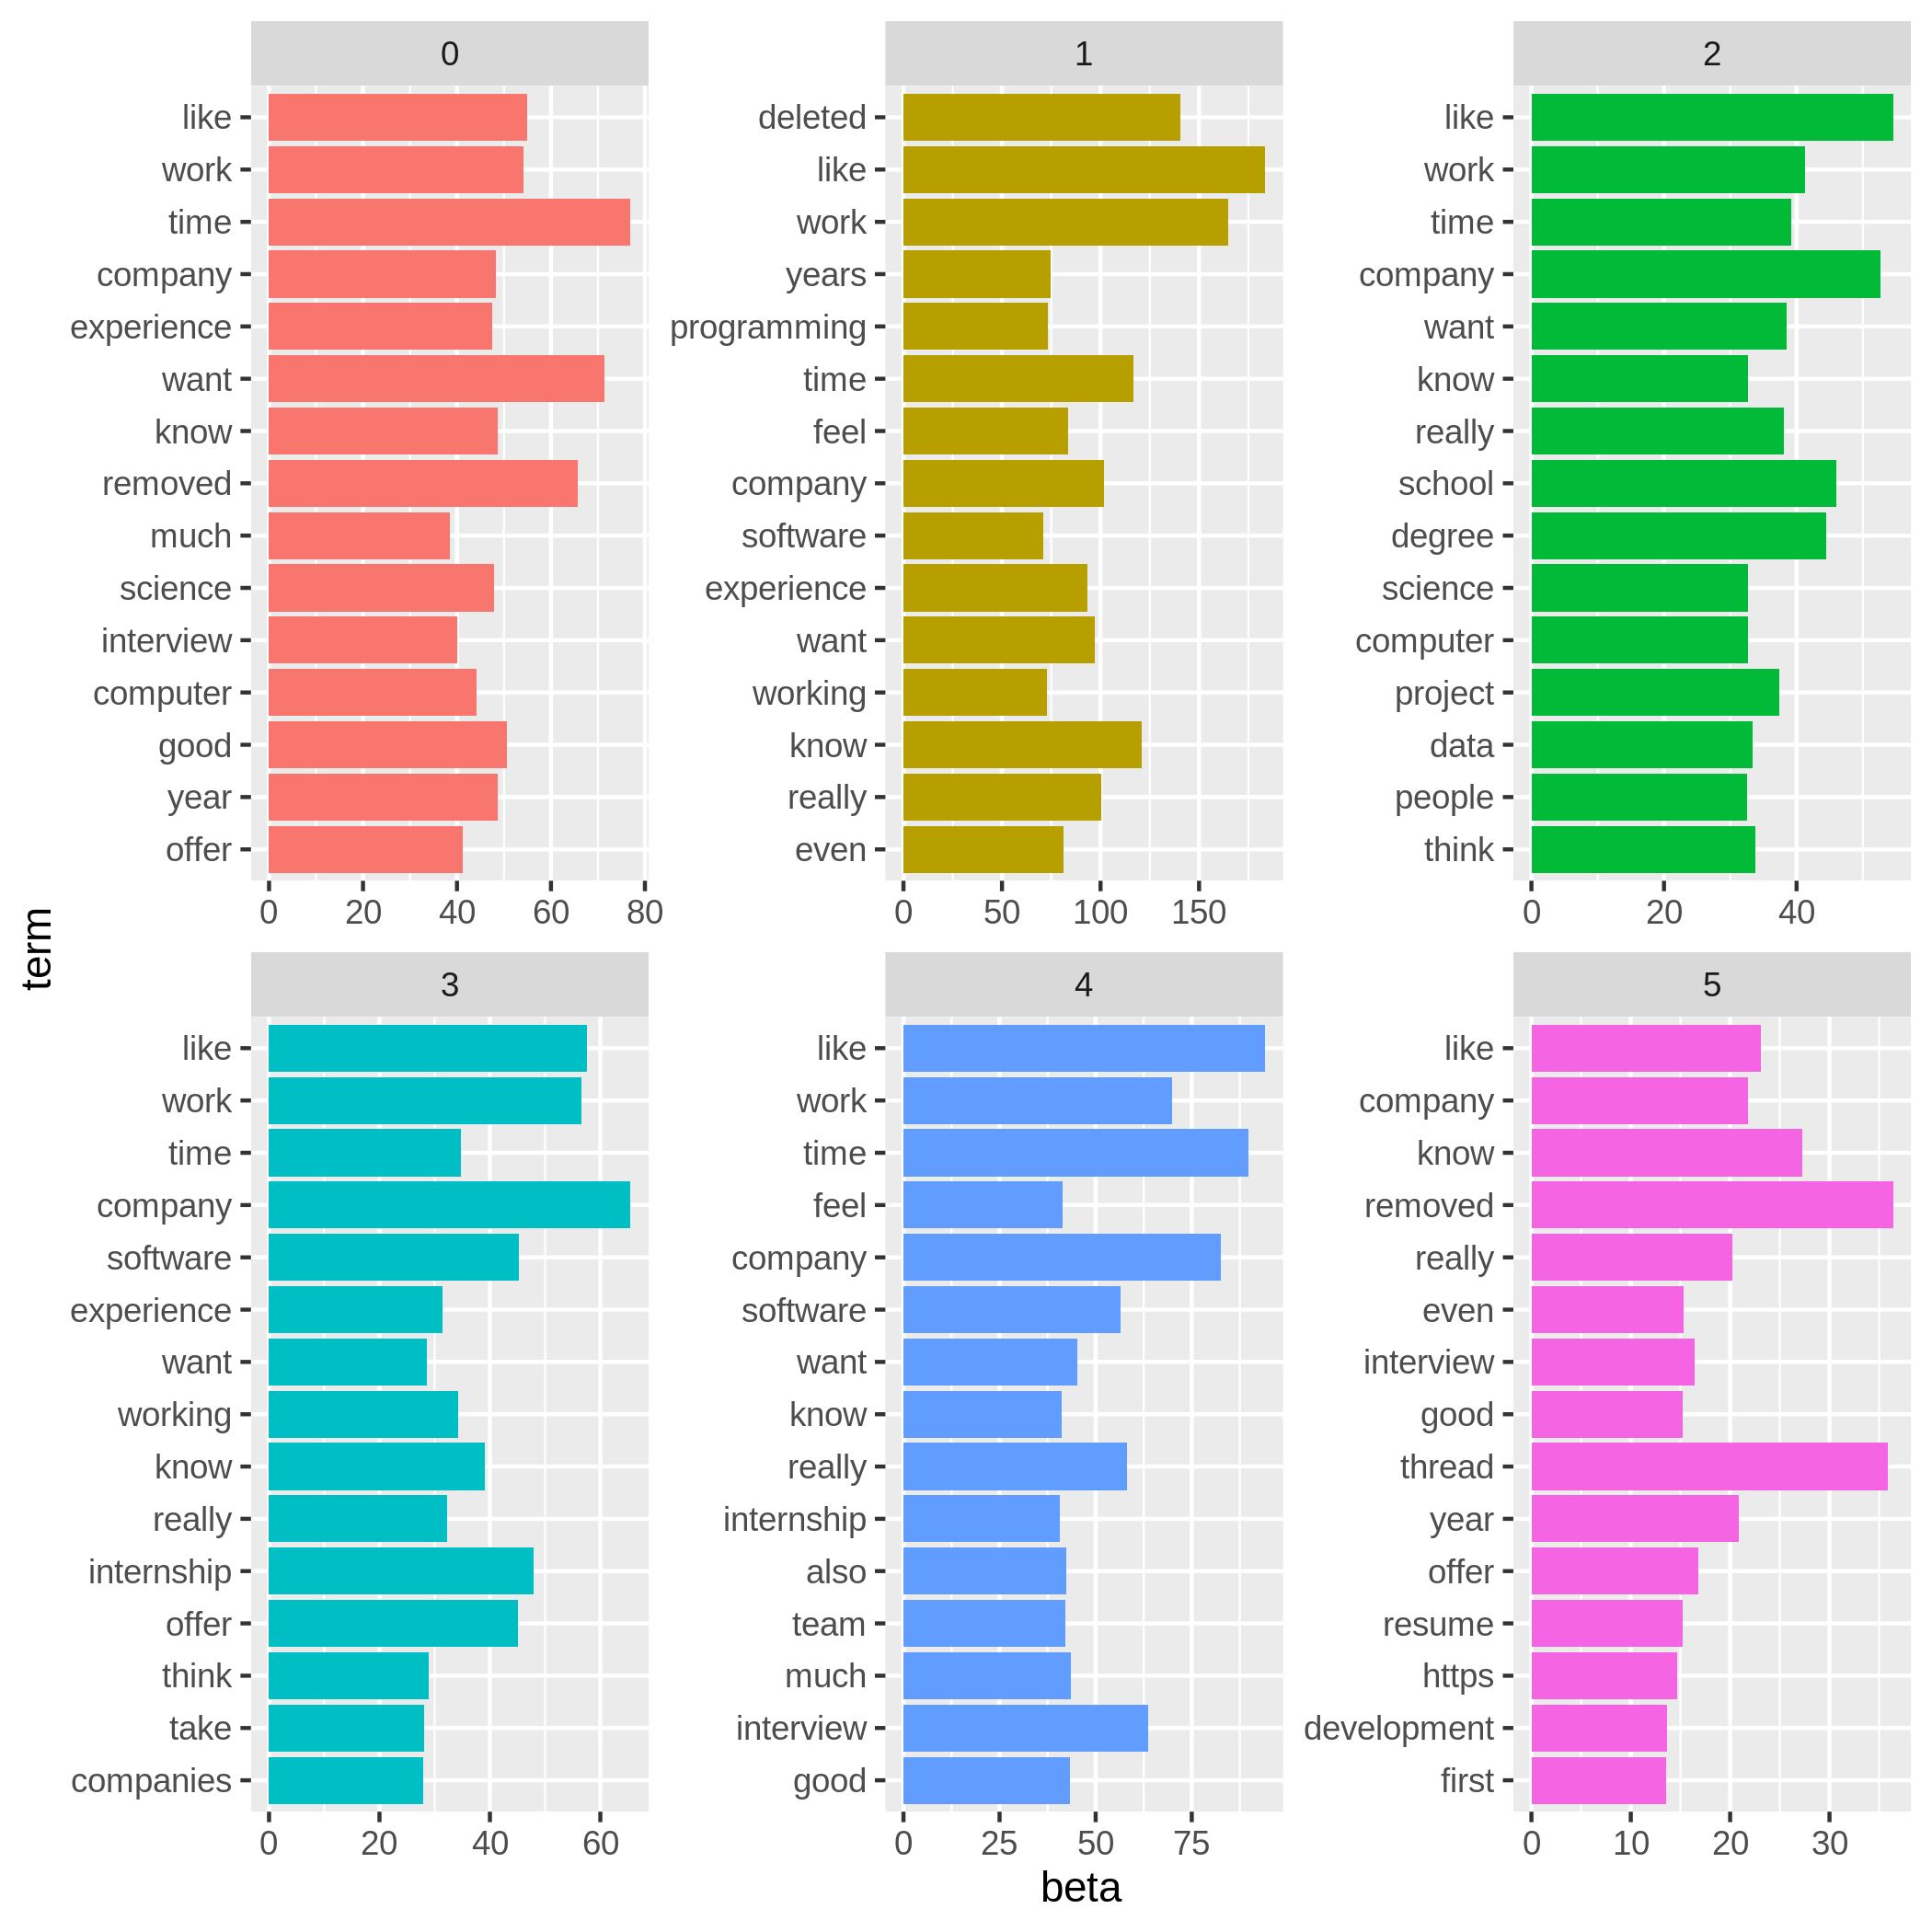 0
like
work
time
company
experience
want
know
removed
much
science
interview
computer
good
year
offer
0 20 40 60 80
1
deleted
like
work
years
programming
time
feel
company
software
experience
want
working
know
really
even
0 50 100 150
2
like
work
time
company
want
know
really
school
degree
science
computer
project
data
people
think
0 20 40
term
3
like
work
time
company
software
experience
want
working
know
really
internship
offer
think
take
companies
0 20 40 60
4
like
work
time
feel
company
software
want
know
really
internship
also
team
much
interview
good
0 25 50 75
5
like
company
know
removed
really
even
interview
good
thread
year
offer
resume
https
development
first
0 10 20 30
beta